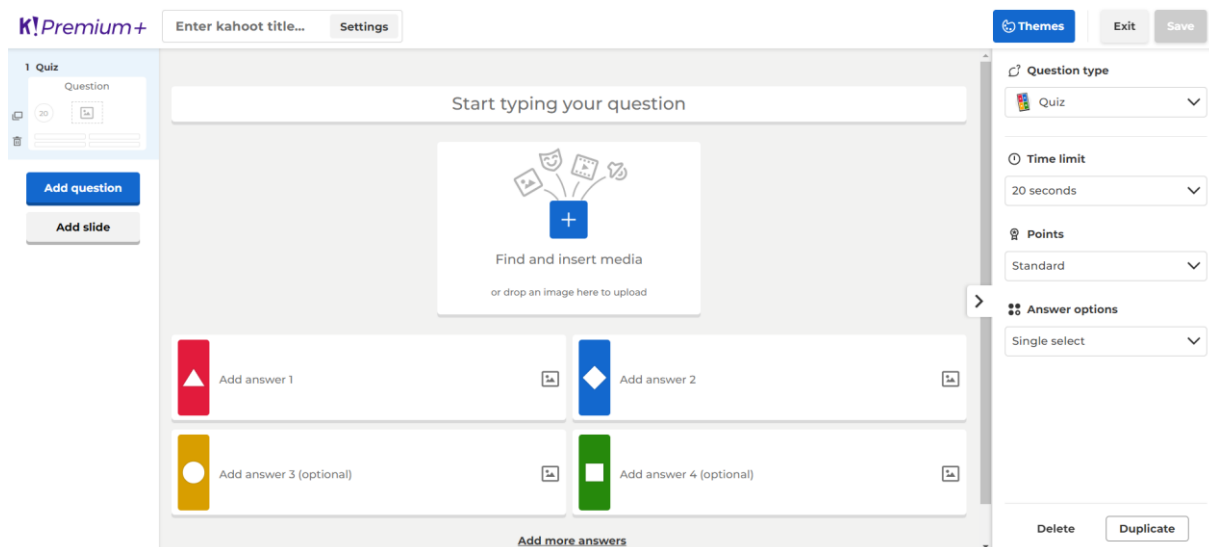 K! Premium+
Enter kahoot title...
Settings
Themes
Exit
Save
1 Quiz
Question
20
Add question
Add slide
Start typing your question
Find and insert media
or drop an image here to upload
Add answer 1
Add answer 2
Add answer 3 (optional)
Add answer 4 (optional)
Add more answers
Question type
Quiz
Time limit
20 seconds
Points
Standard
Answer options
Single select
Delete
Duplicate